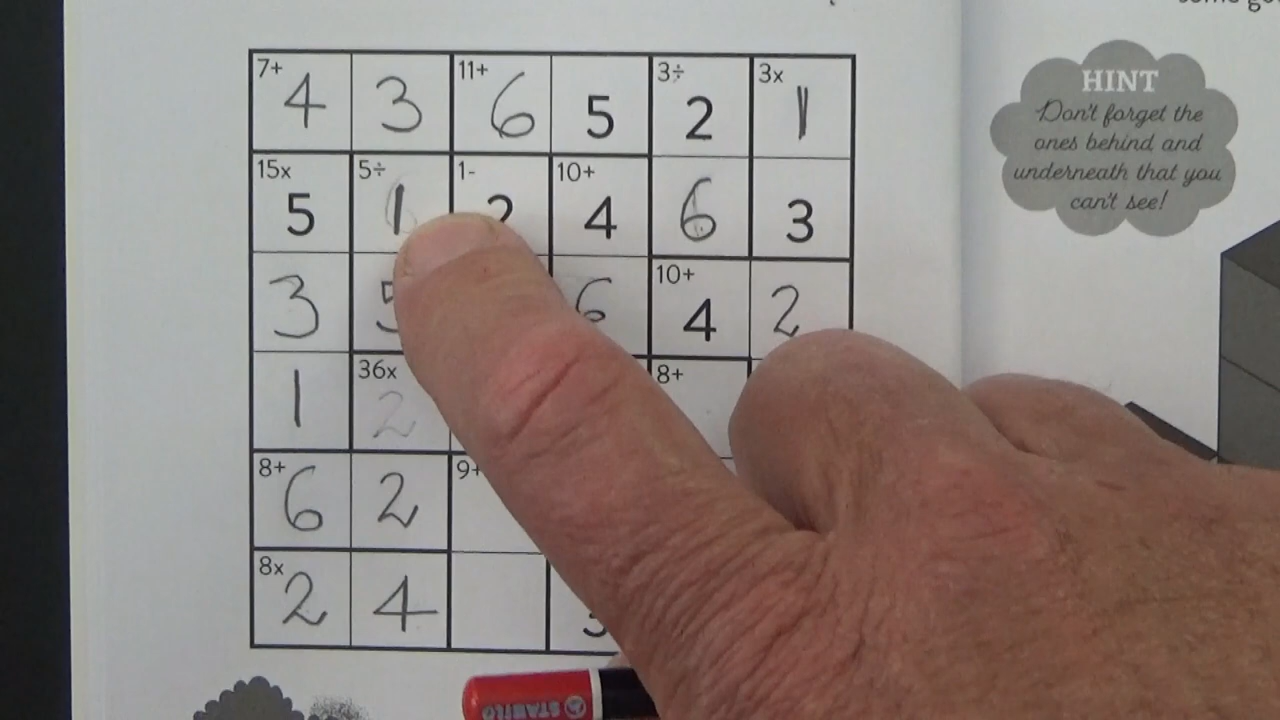 7+ 4 3 11+ 6 5 3÷ 2 3x 1
15x 5 5÷ 1 1- 2 10+ 4 6 3
3 5 6 10+ 4 2
1 36x 2 8+
8+ 6 2 9+
8x 2 4
HINT
Don't forget the
ones behind and
underneath that you
can't see!
STABILO